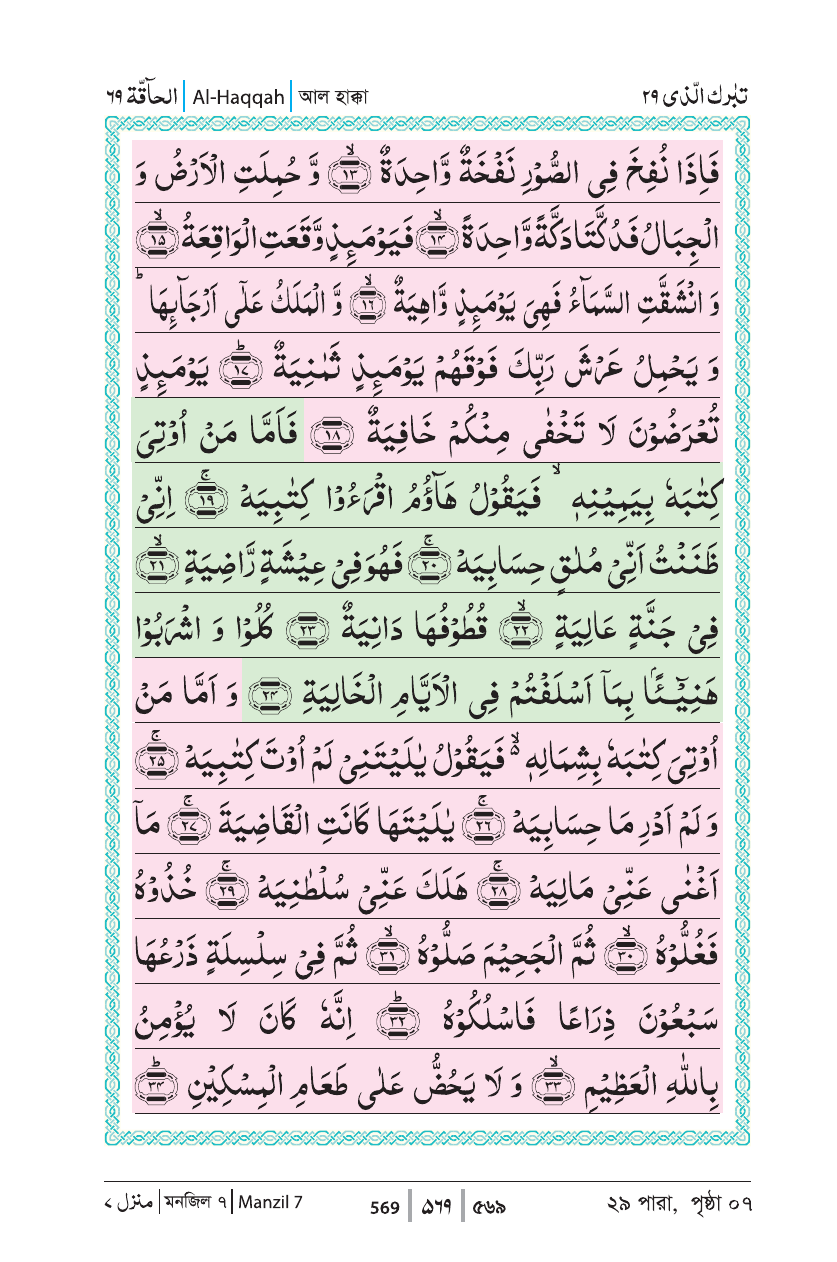 الحآقّة ٦٩ | Al-Haqqah | আল হাক্কা تبٰرك الّذی ٢٩
فَاِذَا نُفِخَ فِی الصُّوۡرِ نَفۡخَۃٌ وَّاحِدَۃٌ ﴿ۙ۱۳﴾ وَّ حُمِلَتِ الۡاَرۡضُ وَ
الۡجِبَالُ فَدُکَّتَا دَکَّۃً وَّاحِدَۃً ﴿ۙ۱۴﴾ فَیَوۡمَئِذٍ وَّقَعَتِ الۡوَاقِعَۃُ ﴿ۙ۱۵﴾
وَ انۡشَقَّتِ السَّمَآءُ فَهِیَ یَوۡمَئِذٍ وَّاهِیَۃٌ ﴿ۙ۱۶﴾ وَّ الۡمَلَکُ عَلٰۤی اَرۡجَآئِهَا ؕ
وَ یَحۡمِلُ عَرۡشَ رَبِّکَ فَوۡقَهُمۡ یَوۡمَئِذٍ ثَمٰنِیَۃٌ ﴿ؕ۱۷﴾ یَوۡمَئِذٍ
تُعۡرَضُوۡنَ لَا تَخۡفٰی مِنۡکُمۡ خَافِیَۃٌ ﴿۱۸﴾ فَاَمَّا مَنۡ اُوۡتِیَ
کِتٰبَهٗ بِیَمِیۡنِهٖ ۙ فَیَقُوۡلُ هَآؤُمُ اقۡرَءُوۡا کِتٰبِیَهۡ ﴿ۚ۱۹﴾ اِنِّیۡ
ظَنَنۡتُ اَنِّیۡ مُلٰقٍ حِسَابِیَهۡ ﴿ۚ۲۰﴾ فَهُوَ فِیۡ عِیۡشَۃٍ رَّاضِیَۃٍ ﴿ۙ۲۱﴾
فِیۡ جَنَّۃٍ عَالِیَۃٍ ﴿ۙ۲۲﴾ قُطُوۡفُهَا دَانِیَۃٌ ﴿۲۳﴾ کُلُوۡا وَ اشۡرَبُوۡا
هَنِیۡٓـئًۢا بِمَاۤ اَسۡلَفۡتُمۡ فِی الۡاَیَّامِ الۡخَالِیَۃِ ﴿۲۴﴾ وَ اَمَّا مَنۡ
اُوۡتِیَ کِتٰبَهٗ بِشِمَالِهٖ ۬ۙ فَیَقُوۡلُ یٰلَیۡتَنِیۡ لَمۡ اُوۡتَ کِتٰبِیَهۡ ﴿ۚ۲۵﴾
وَ لَمۡ اَدۡرِ مَا حِسَابِیَهۡ ﴿ۚ۲۶﴾ یٰلَیۡتَهَا کَانَتِ الۡقَاضِیَۃَ ﴿ۚ۲۷﴾ مَاۤ
اَغۡنٰی عَنِّیۡ مَالِیَهۡ ﴿ۚ۲۸﴾ هَلَکَ عَنِّیۡ سُلۡطٰنِیَهۡ ﴿ۚ۲۹﴾ خُذُوۡهُ
فَغُلُّوۡهُ ﴿ۙ۳۰﴾ ثُمَّ الۡجَحِیۡمَ صَلُّوۡهُ ﴿ۙ۳۱﴾ ثُمَّ فِیۡ سِلۡسِلَۃٍ ذَرۡعُهَا
سَبۡعُوۡنَ ذِرَاعًا فَاسۡلُکُوۡهُ ﴿ؕ۳۲﴾ اِنَّهٗ کَانَ لَا یُؤۡمِنُ
بِاللّٰهِ الۡعَظِیۡمِ ﴿ۙ۳۳﴾ وَ لَا یَحُضُّ عَلٰی طَعَامِ الۡمِسۡکِیۡنِ ﴿ؕ۳۴﴾
منزل ۷ | মনজিল ৭ | Manzil 7 569 | ۵۶۹ | ৫৬৯ ২৯ পারা, পৃষ্ঠা ০৭